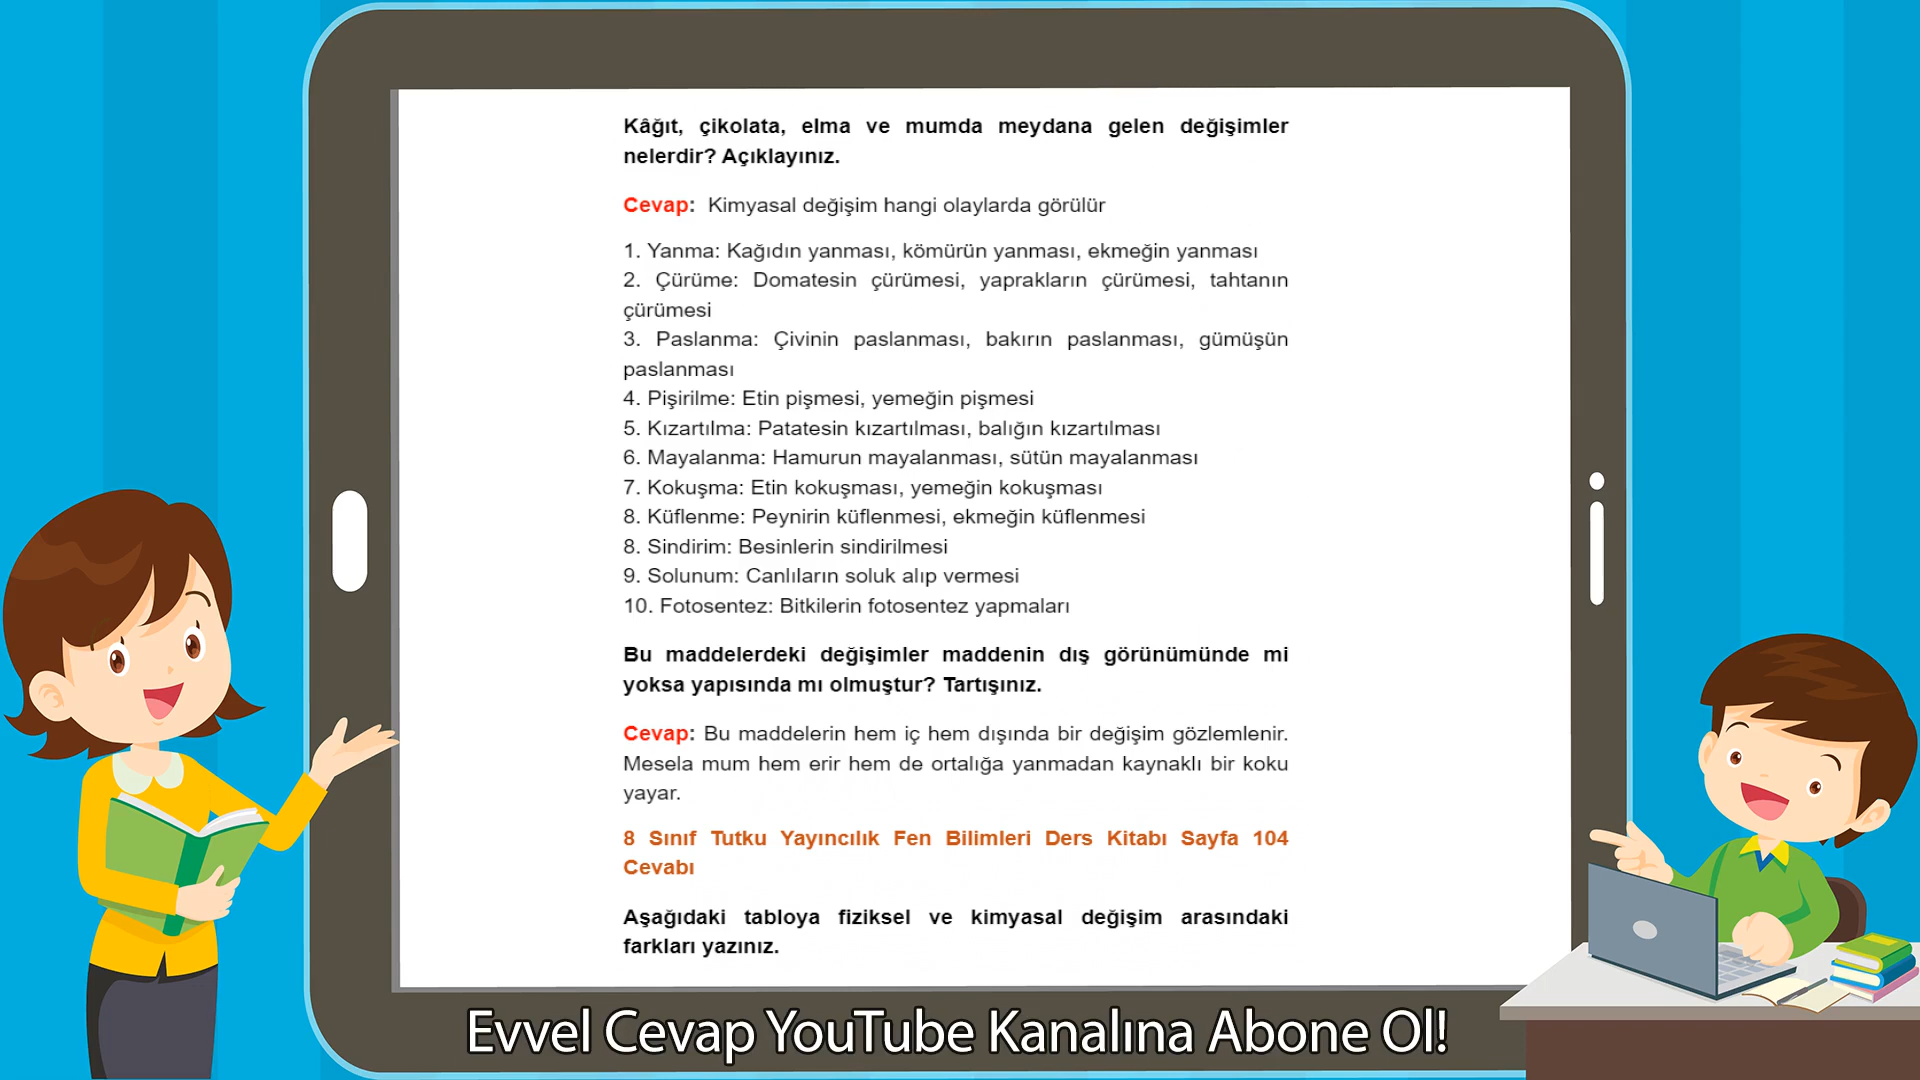 Kâğıt, çikolata, elma ve mumda meydana gelen değişimler
nelerdir? Açıklayınız.
Cevap: Kimyasal değişim hangi olaylarda görülür
1. Yanma: Kağıdın yanması, kömürün yanması, ekmeğin yanması
2. Çürüme: Domatesin çürümesi, yaprakların çürümesi, tahtanın
çürümesi
3. Paslanma: Çivinin paslanması, bakırın paslanması, gümüşün
paslanması
4. Pişirilme: Etin pişmesi, yemeğin pişmesi
5. Kızartılma: Patatesin kızartılması, balığın kızartılması
6. Mayalanma: Hamurun mayalanması, sütün mayalanması
7. Kokuşma: Etin kokuşması, yemeğin kokuşması
8. Küflenme: Peynirin küflenmesi, ekmeğin küflenmesi
8. Sindirim: Besinlerin sindirilmesi
9. Solunum: Canlıların soluk alıp vermesi
10. Fotosentez: Bitkilerin fotosentez yapmaları
Bu maddelerdeki değişimler maddenin dış görünümünde mi
yoksa yapısında mı olmuştur? Tartışınız.
Cevap: Bu maddelerin hem iç hem dışında bir değişim gözlemlenir.
Mesela mum hem erir hem de ortalığa yanmadan kaynaklı bir koku
yayar.
8 Sınıf Tutku Yayıncılık Fen Bilimleri Ders Kitabı Sayfa 104
Cevabı
Aşağıdaki tabloya fiziksel ve kimyasal değişim arasındaki
farkları yazınız.
Evvel Cevap YouTube Kanalına Abone Ol!